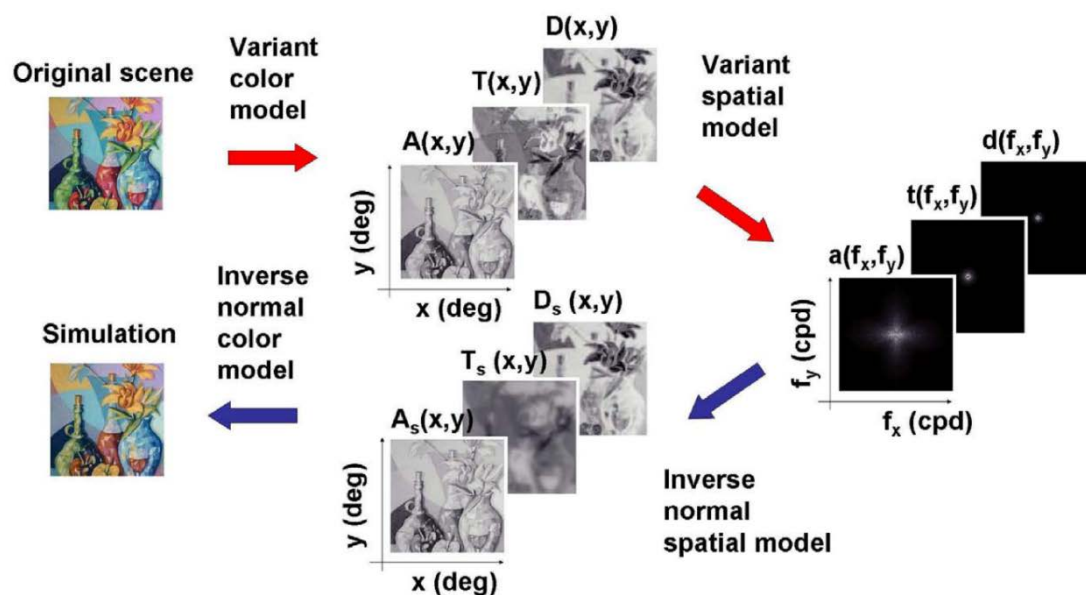 Original scene
Variant
color
model
D(x,y)
T(x,y)
A(x,y)
y (deg)
x (deg)
Variant
spatial
model
d(fx,fy)
t(fx,fy)
a(fx,fy)
fy (cpd)
fx (cpd)
Inverse
normal
spatial model
Ds (x,y)
Ts (x,y)
As(x,y)
y (deg)
x (deg)
Inverse
normal
color
model
Simulation